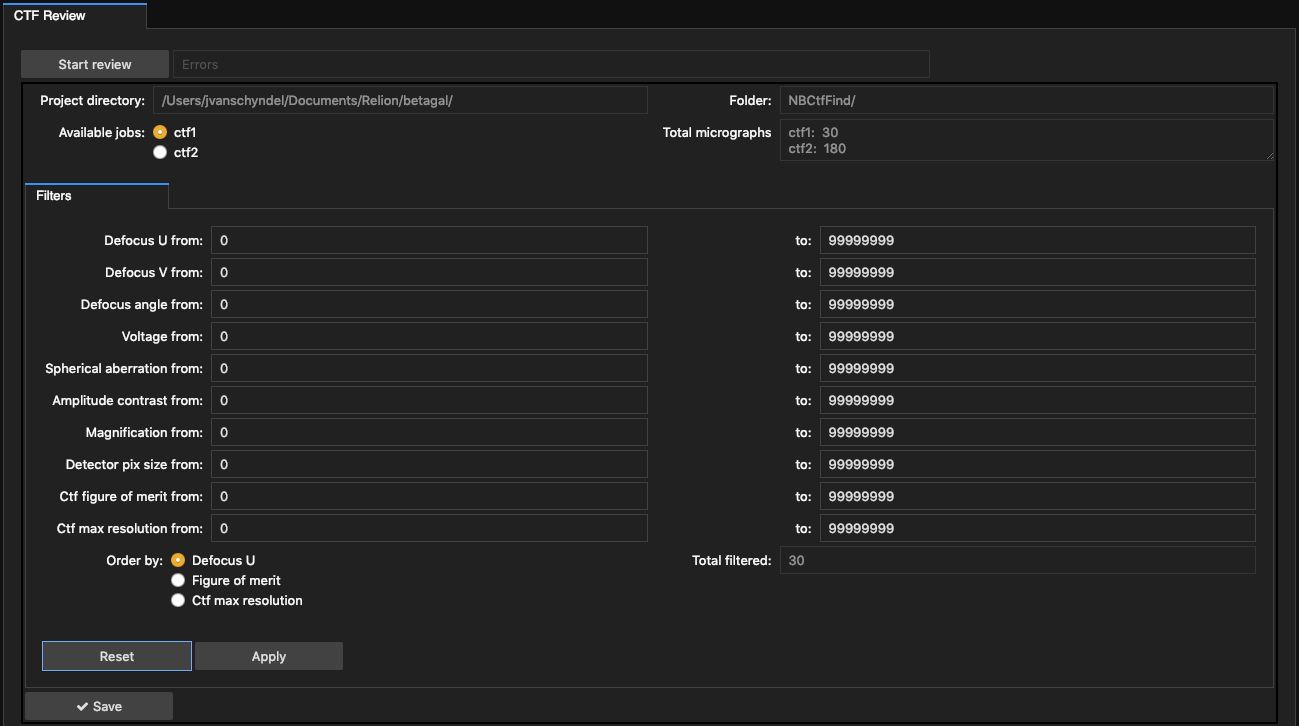 CTF Review
Start review Errors
Project directory: /Users/jvanschyndel/Documents/Relion/betagal/ Folder: NBCtfFind/
Available jobs: ctf1 Total micrographs ctf1: 30
ctf2 ctf2: 180
Filters
Defocus U from: 0 to: 99999999
Defocus V from: 0 to: 99999999
Defocus angle from: 0 to: 99999999
Voltage from: 0 to: 99999999
Spherical aberration from: 0 to: 99999999
Amplitude contrast from: 0 to: 99999999
Magnification from: 0 to: 99999999
Detector pix size from: 0 to: 99999999
Ctf figure of merit from: 0 to: 99999999
Ctf max resolution from: 0 to: 99999999
Order by: Defocus U Total filtered: 30
Figure of merit
Ctf max resolution
Reset Apply
Save